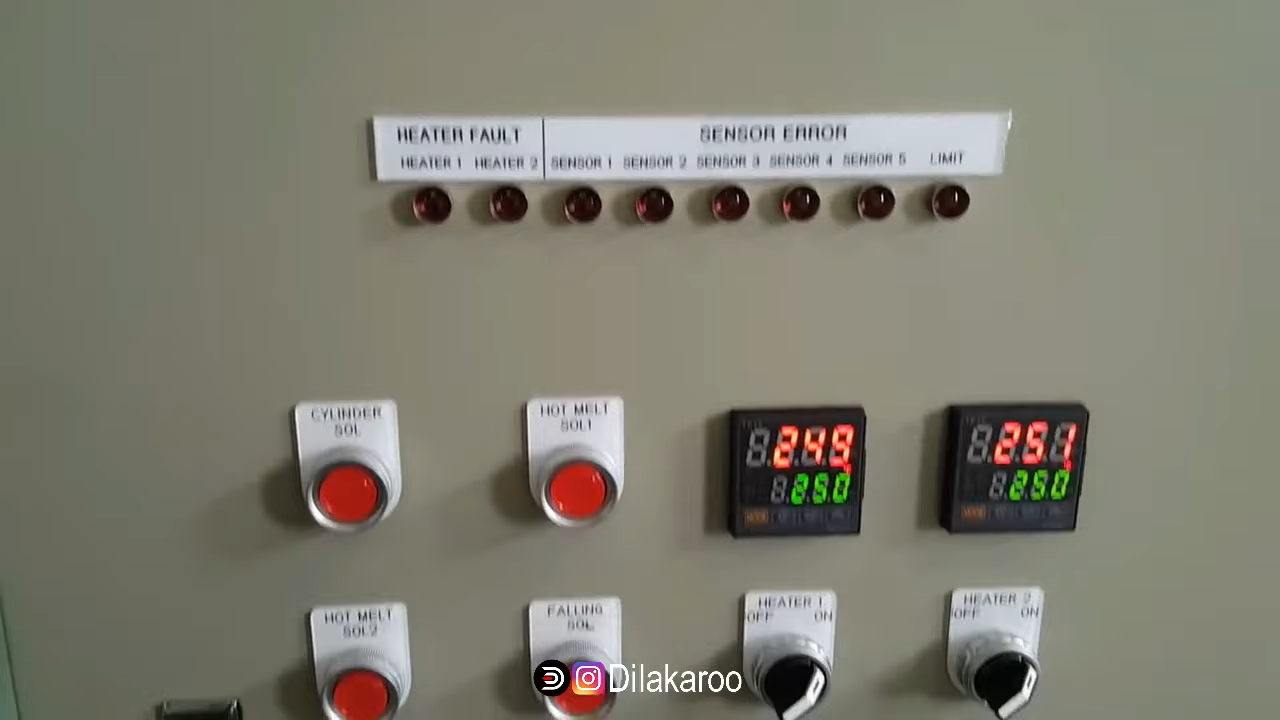 HEATER FAULT
SENSOR ERROR
HEATER 1 HEATER 2 SENSOR 1 SENSOR 2 SENSOR 3 SENSOR 4 SENSOR 5 LIMIT
CYLINDER
SOL
HOT MELT
SOL1
249
250
MODE
251
250
MODE
HOT MELT
SOL2
FALLING
SOL
HEATER 1
OFF ON
HEATER 2
OFF ON
Dilakaroo